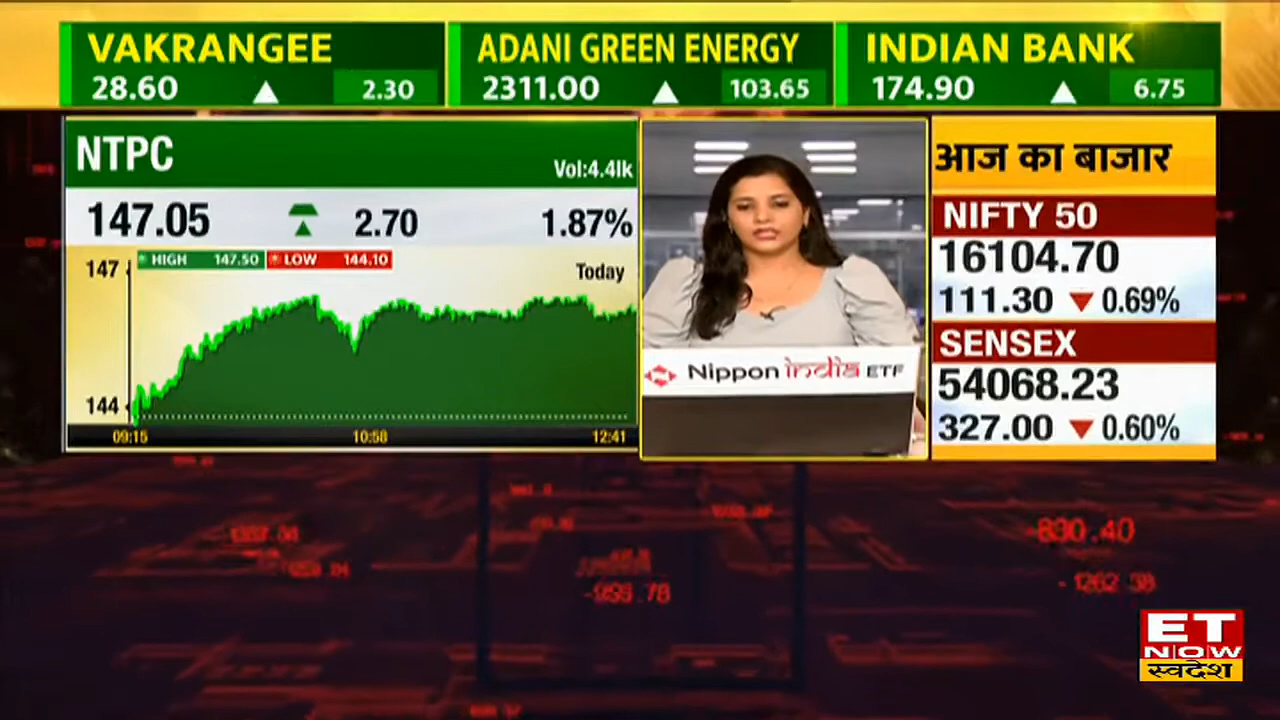 VAKRANGEE
28.60 2.30
ADANI GREEN ENERGY
2311.00 103.65
INDIAN BANK
174.90 6.75
NTPC
Vol:4.4lk
147.05 2.70 1.87%
HIGH 147.50 LOW 144.10
Today
147
144
09:15 10:58 12:41
Nippon india ETF
आज का बाजार
NIFTY 50
16104.70
111.30 0.69%
SENSEX
54068.23
327.00 0.60%
-830.40
ET
NOW
स्वदेश